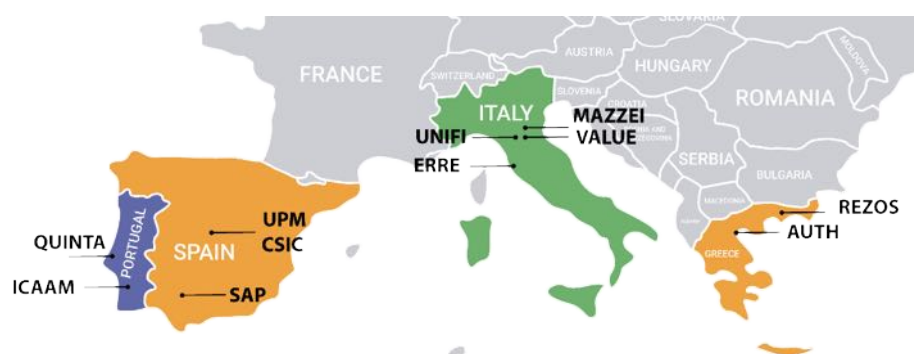 SLOVAKIA
AUSTRIA
MOLDOVA
FRANCE
SWITZERLAND
HUNGARY
SLOVENIA
ROMANIA
ITALY
CROATIA
MAZZEI
UNIFI
VALUE
ERRE
SERBIA
BULGARIA
MACEDONIA
REZOS
UPM
CSIC
AUTH
QUINTA
PORTUGAL
SPAIN
GREECE
ICAAM
SAP